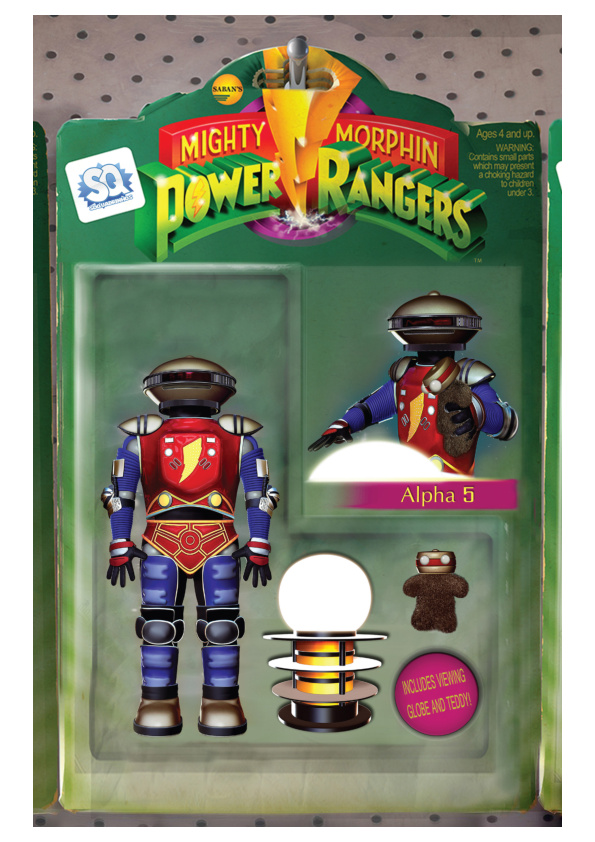 SABAN'S
MIGHTY MORPHIN
POWER RANGERS
TM
Ages 4 and up.
WARNING:
Contains small parts
which may present
a choking hazard
to children
under 3.
SQ
Alpha 5
INCLUDES VIEWING
GLOBE AND TEDDY!